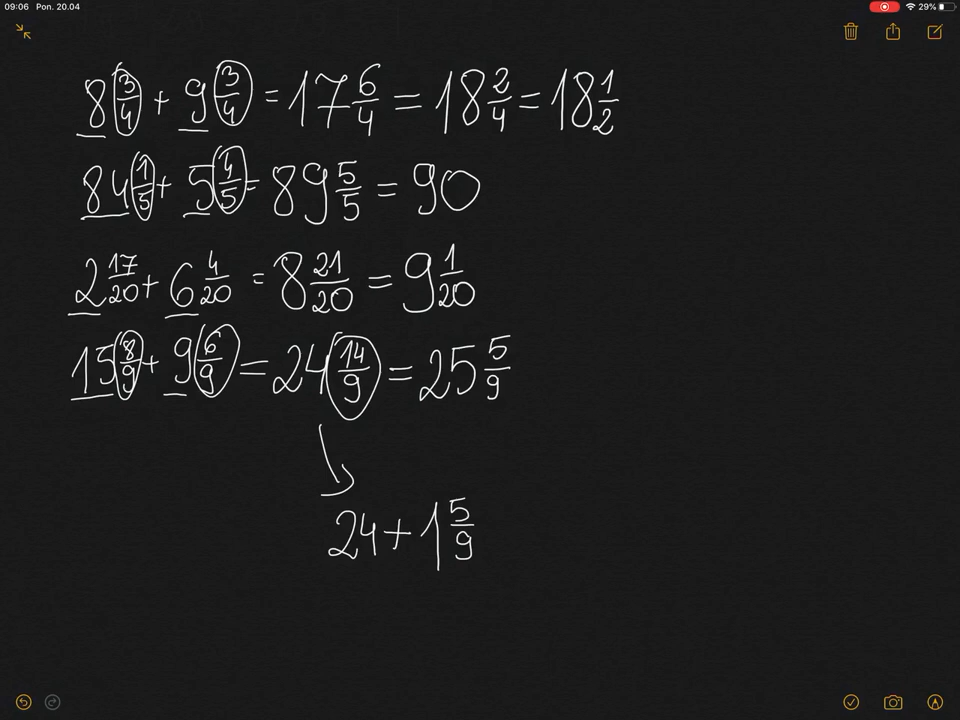 09:06 Pon. 20.04 29%
8 3/4 + 9 3/4 = 17 6/4 = 18 2/4 = 18 1/2
84 1/5 + 5 4/5 = 89 5/5 = 90
2 17/20 + 6 4/20 = 8 21/20 = 9 1/20
15 8/9 + 9 6/9 = 24 14/9 = 25 5/9
24 + 1 5/9